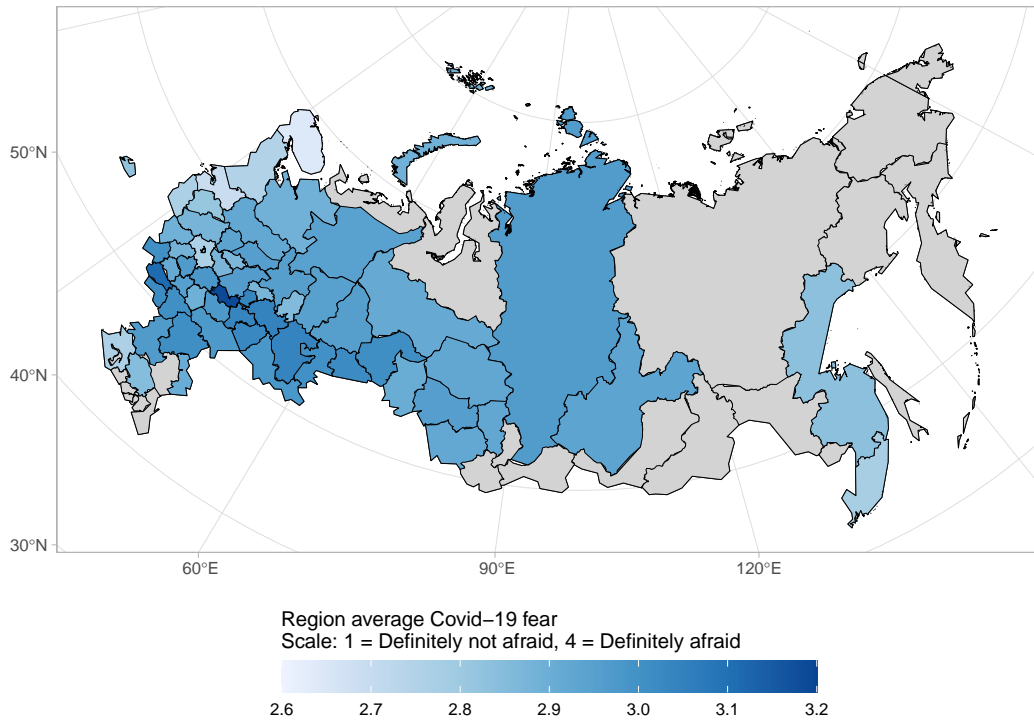 50°N
40°N
30°N
60°E
90°E
120°E
Region average Covid−19 fear
Scale: 1 = Definitely not afraid, 4 = Definitely afraid
2.6 2.7 2.8 2.9 3.0 3.1 3.2